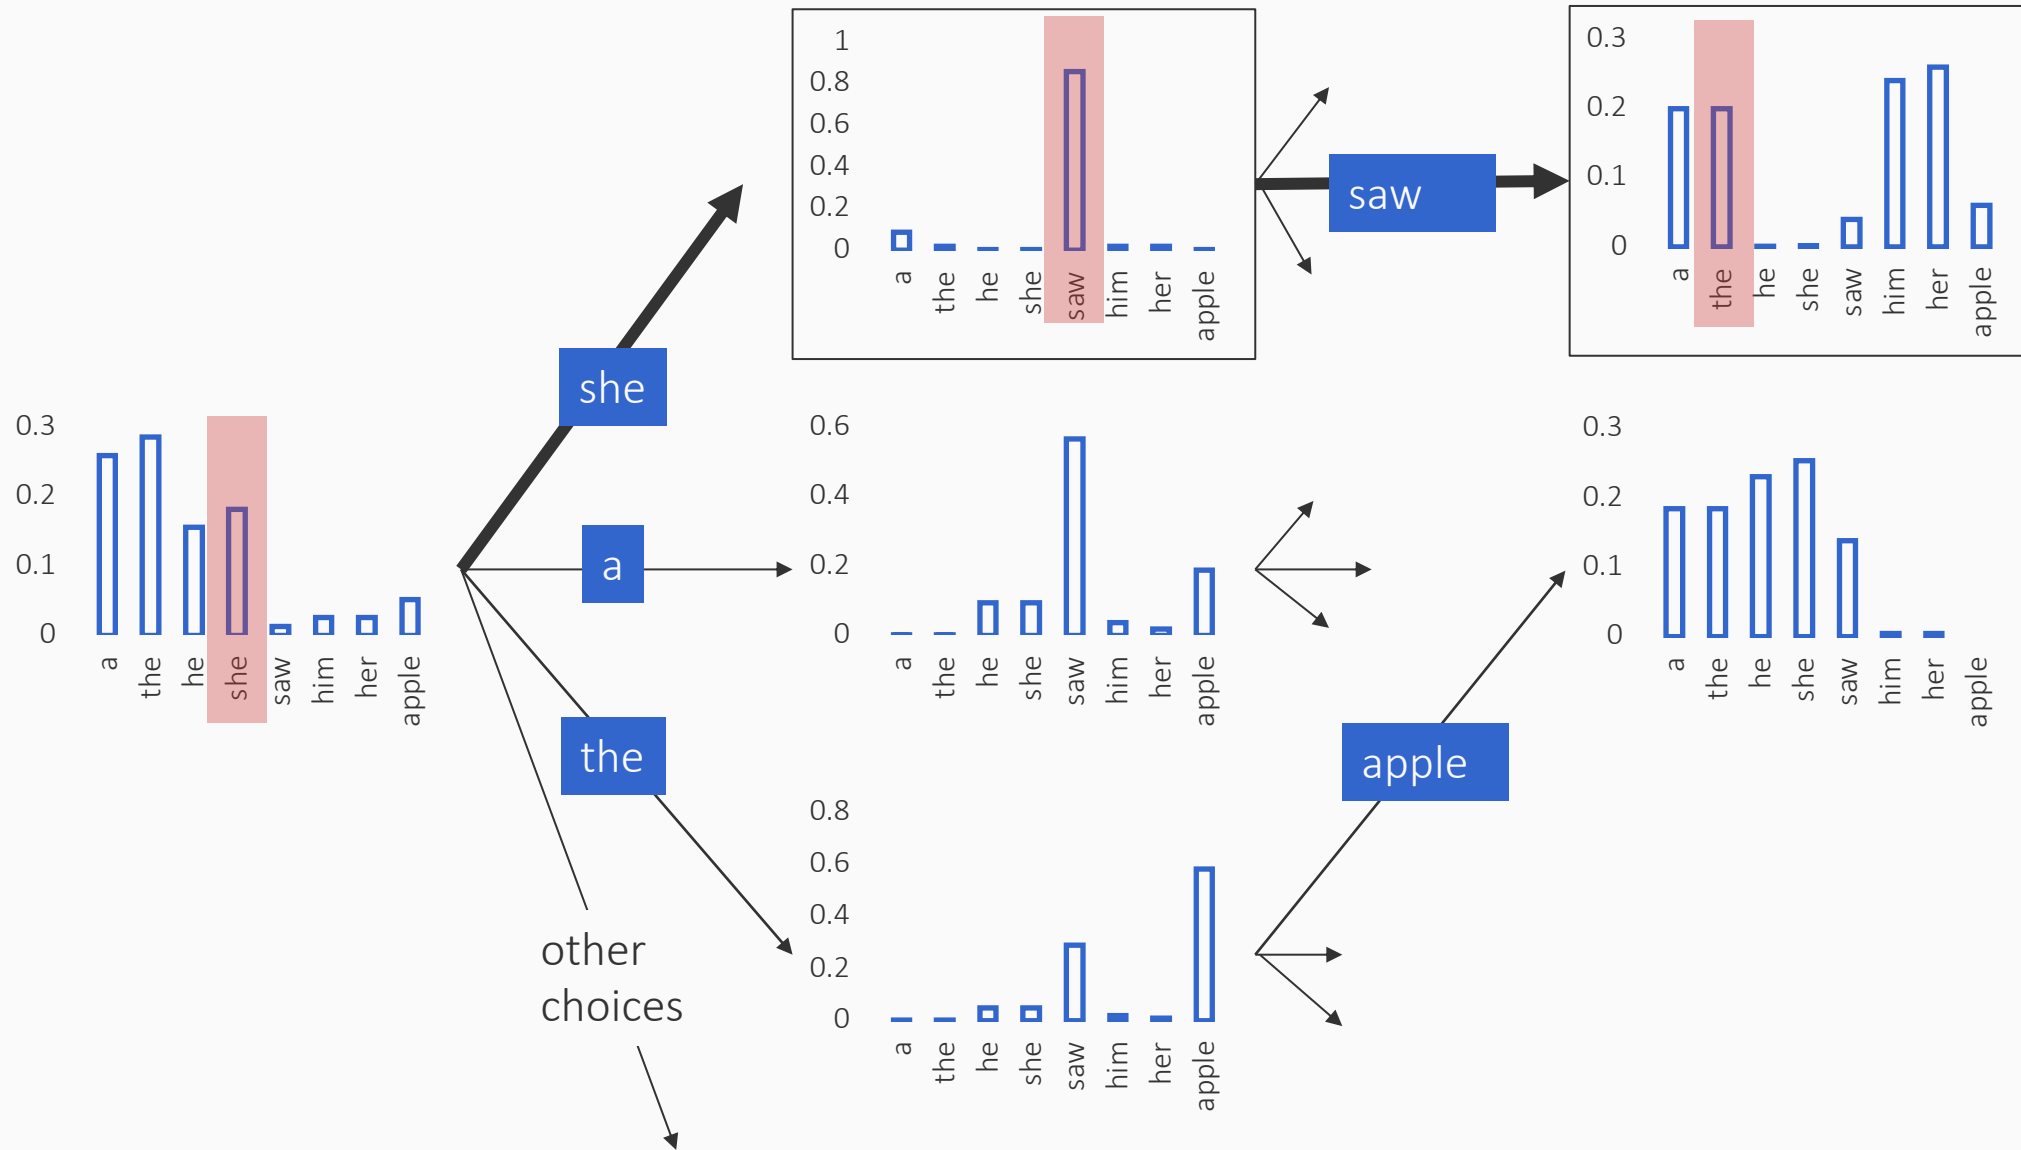 0.3
0.2
0.1
0
a
the
he
she
saw
him
her
apple
she
a
the
other
choices
1
0.8
0.6
0.4
0.2
0
a
the
he
she
saw
him
her
apple
0.6
0.4
0.2
0
a
the
he
she
saw
him
her
apple
0.8
0.6
0.4
0.2
0
a
the
he
she
saw
him
her
apple
saw
apple
0.3
0.2
0.1
0
a
the
he
she
saw
him
her
apple
0.3
0.2
0.1
0
a
the
he
she
saw
him
her
apple